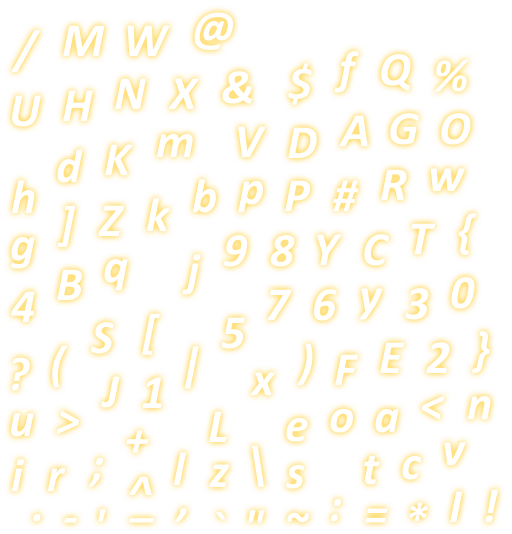 / M W @
U H N X & $ f Q %
d K m V D A G O
h ] Z k b p P # R w
g B q j 9 8 Y C T {
4 S [ 5 7 6 y 3 0
? ( J 1 | x ) F E 2 }
u > + L e o a < n
i r ; ^ l z \ s t c v
. - ' _ , ` " ~ : = * I !